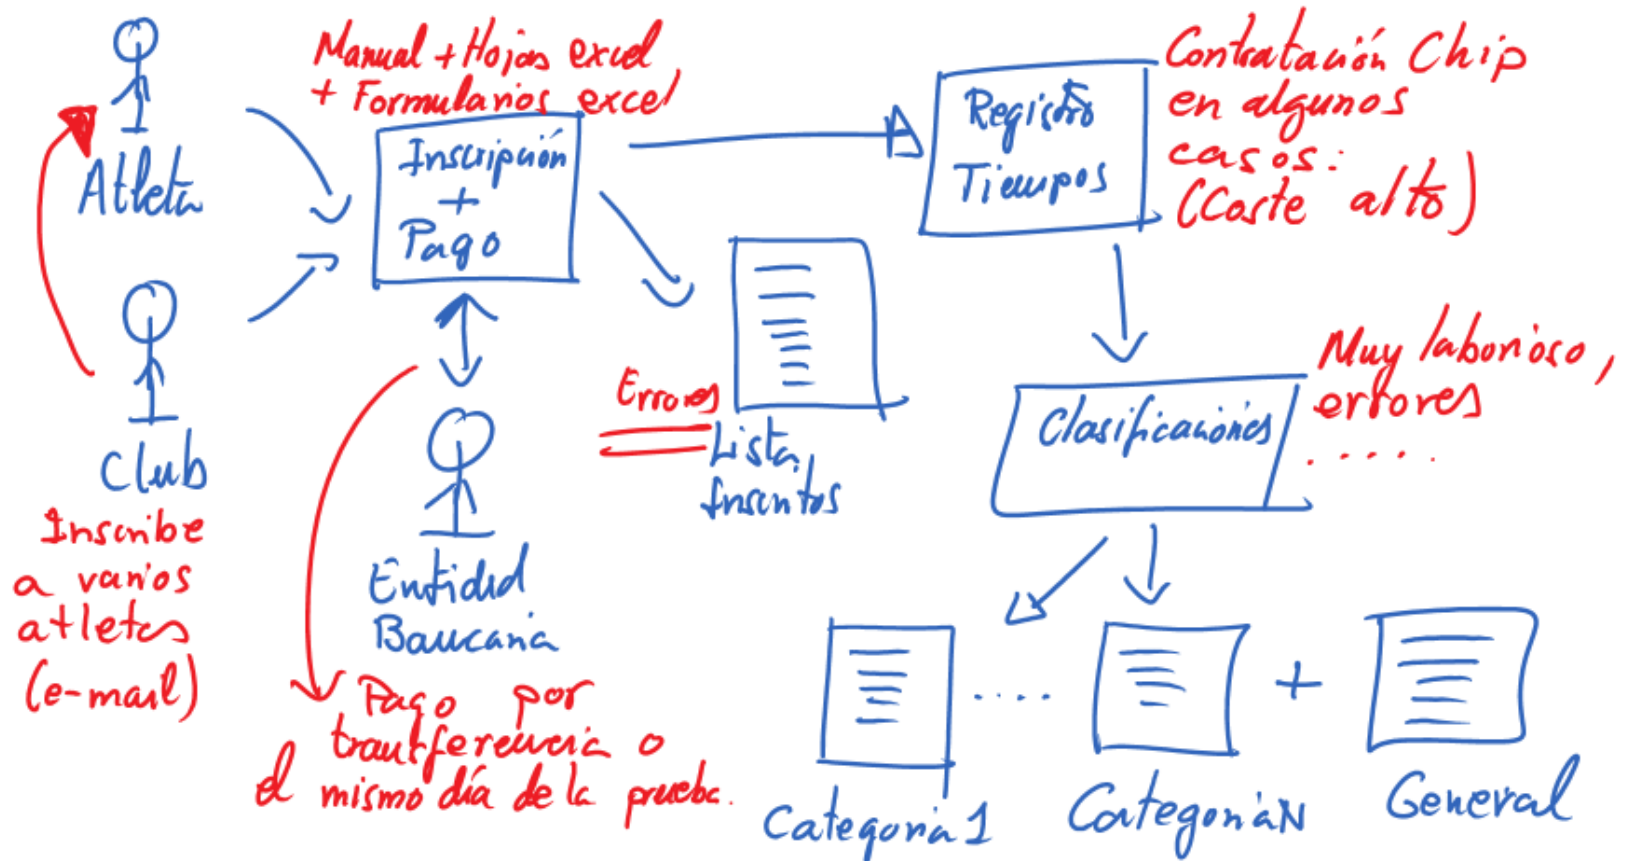 Manual + Hojas excel
+ Formularios excel
Atleta
Inscripción
+
Pago
Registro
Tiempos
Contratación Chip
en algunos
casos:
(Coste alto)
Club
Inscribe
a varios
atletas
(e-mail)
Entidad
Bancaria
Pago por
transferencia o
el mismo día de la prueba.
Errores
Lista
Inscritos
Clasificaciones
Muy laborioso,
errores
.....
Categoria 1
....
Categoria N
+
General